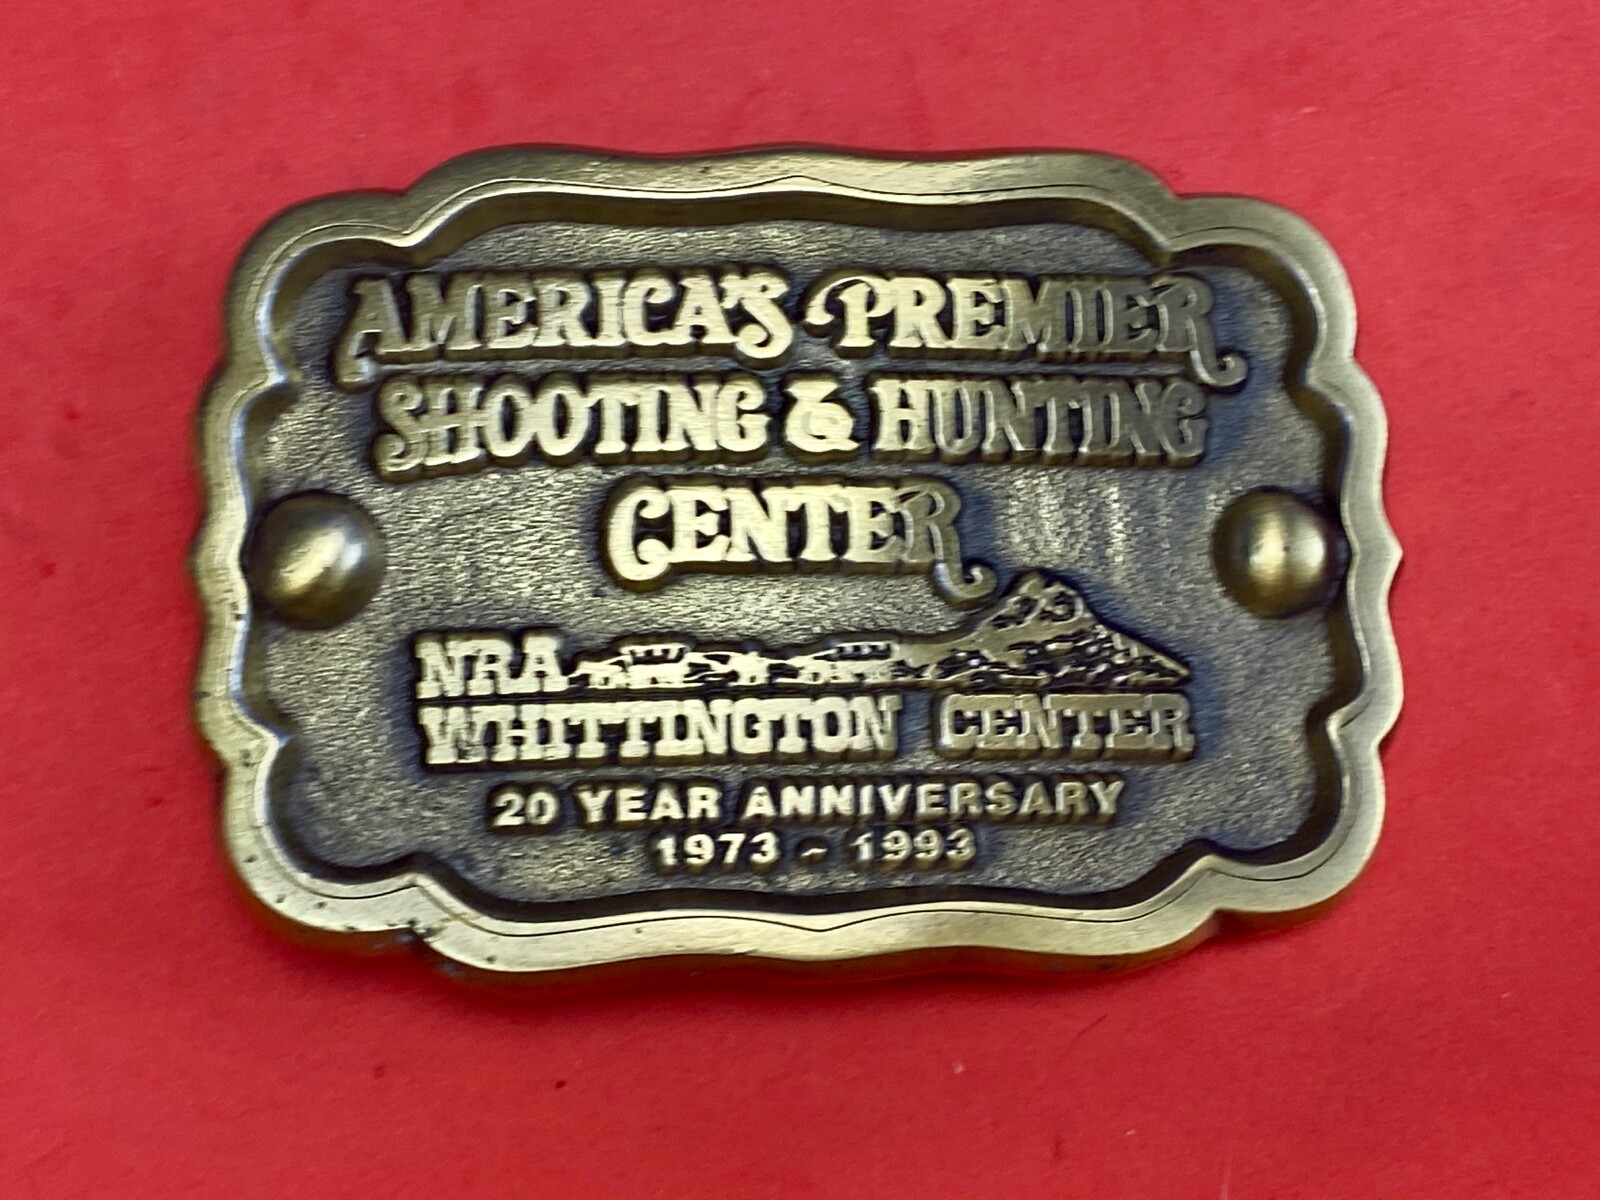 AMERICA'S PREMIER
SHOOTING & HUNTING
CENTER
NRA
WHITTINGTON CENTER
20 YEAR ANNIVERSARY
1973 - 1993